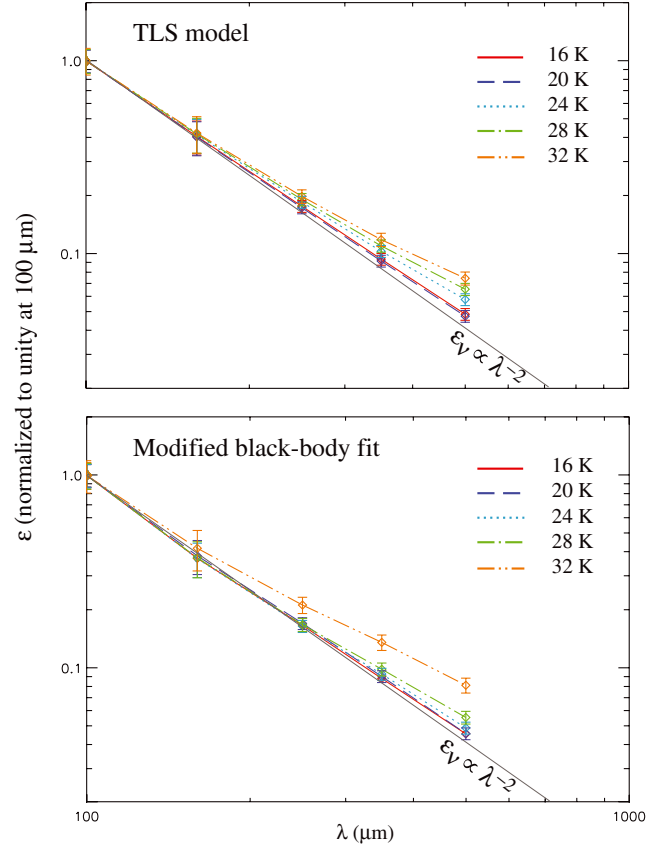 TLS model
16 K
20 K
24 K
28 K
32 K
1.0
0.1
εν ∝ λ−2
ε (normalized to unity at 100 μm)
Modified black-body fit
16 K
20 K
24 K
28 K
32 K
1.0
0.1
εν ∝ λ−2
100
1000
λ (μm)